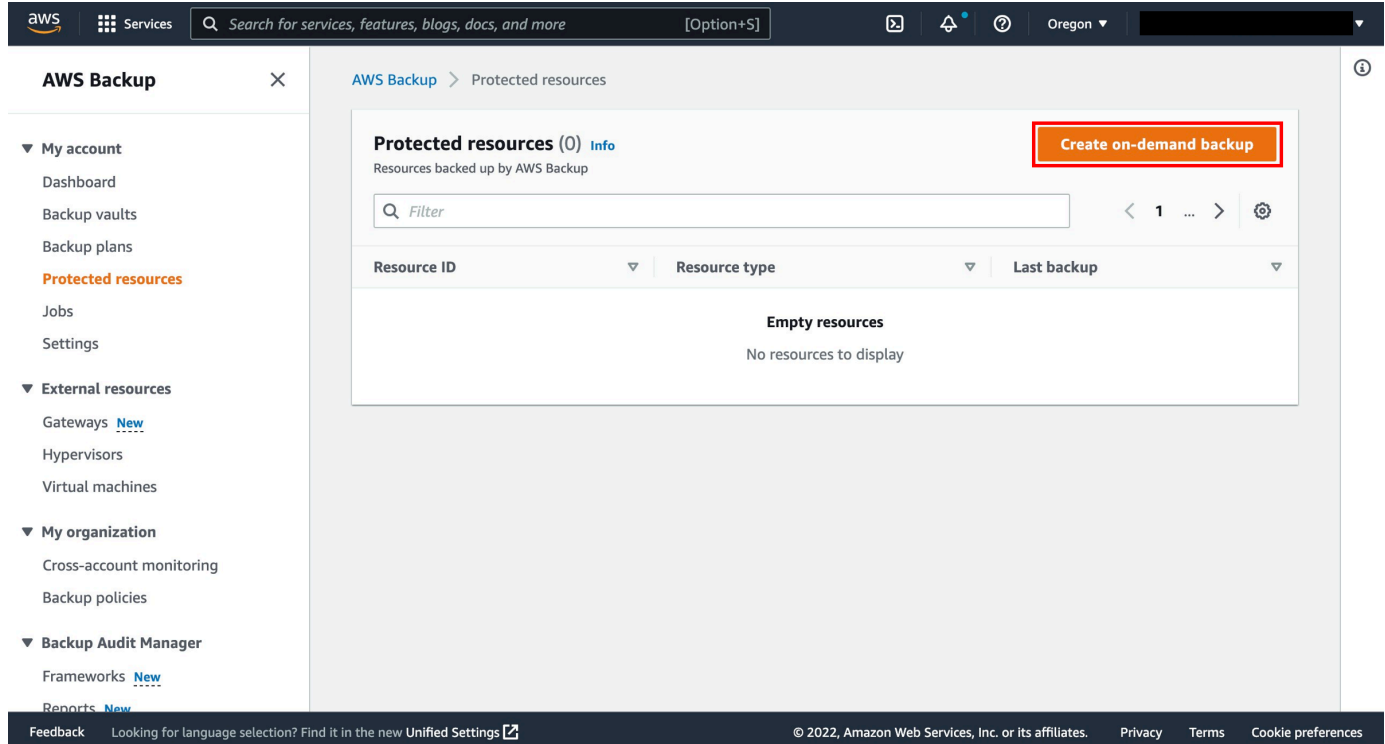 aws
Services
Search for services, features, blogs, docs, and more
[Option+S]
Oregon
AWS Backup
My account
Dashboard
Backup vaults
Backup plans
Protected resources
Jobs
Settings
External resources
Gateways New
Hypervisors
Virtual machines
My organization
Cross-account monitoring
Backup policies
Backup Audit Manager
Frameworks New
Reports New
AWS Backup > Protected resources
Protected resources (0) Info
Create on-demand backup
Resources backed up by AWS Backup
Filter
1 ...
Resource ID Resource type Last backup
Empty resources
No resources to display
Feedback Looking for language selection? Find it in the new Unified Settings © 2022, Amazon Web Services, Inc. or its affiliates. Privacy Terms Cookie preferences